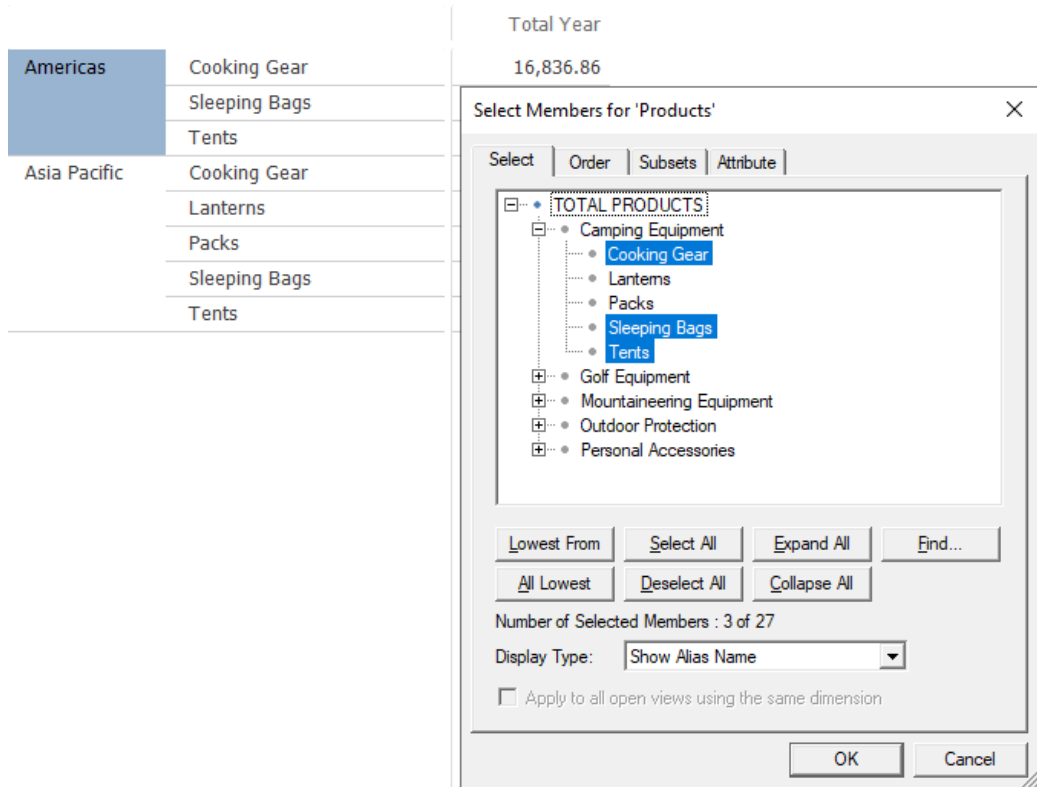 Total Year
Americas Cooking Gear 16,836.86
Sleeping Bags
Tents
Asia Pacific Cooking Gear
Lanterns
Packs
Sleeping Bags
Tents
Select Members for 'Products'
Select Order Subsets Attribute
TOTAL PRODUCTS
Camping Equipment
Cooking Gear
Lanterns
Packs
Sleeping Bags
Tents
Golf Equipment
Mountaineering Equipment
Outdoor Protection
Personal Accessories
Lowest From Select All Expand All Find...
All Lowest Deselect All Collapse All
Number of Selected Members : 3 of 27
Display Type: Show Alias Name
Apply to all open views using the same dimension
OK Cancel